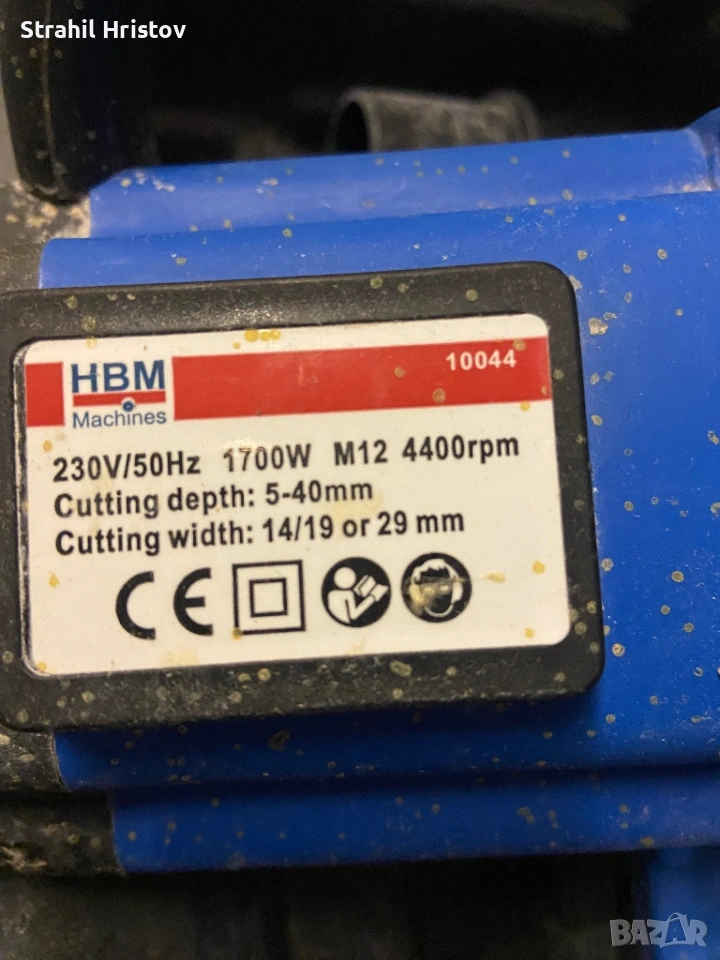 Strahil Hristov
HBM
Machines
10044
230V/50Hz 1700W M12 4400rpm
Cutting depth: 5-40mm
Cutting width: 14/19 or 29 mm
CE
BAZAR